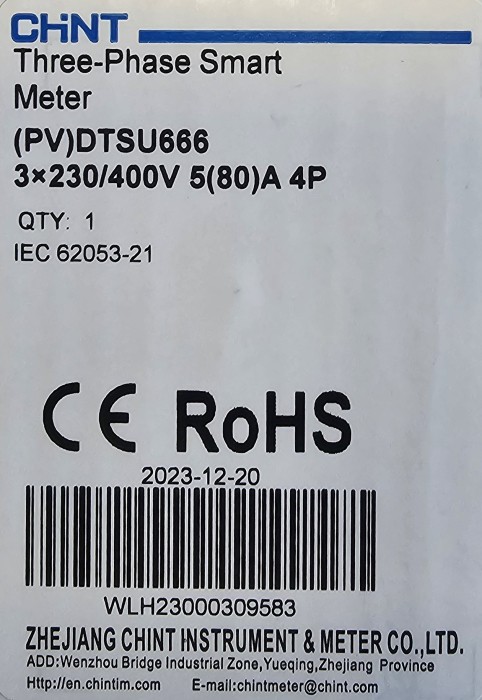 CHNT
Three-Phase Smart
Meter
(PV)DTSU666
3×230/400V 5(80)A 4P
QTY: 1
IEC 62053-21
CE RoHS
2023-12-20
WLH23000309583
ZHEJIANG CHINT INSTRUMENT & METER CO.,LTD.
ADD:Wenzhou Bridge Industrial Zone,Yueqing,Zhejiang Province
Http://en.chintim.com E-mail:chintmeter@chint.com